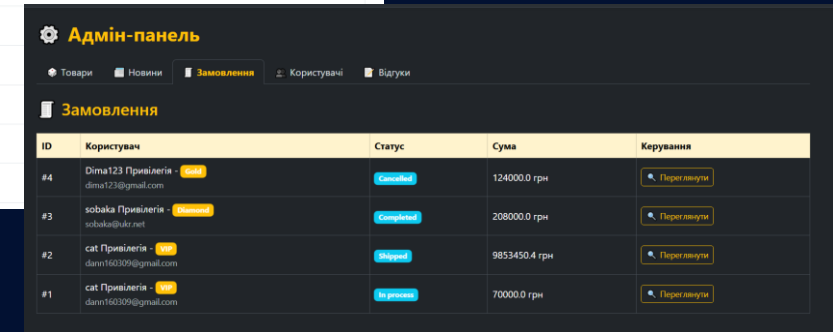 Адмін-панель
Товари Новини Замовлення Користувачі Відгуки
Замовлення
ID Користувач Статус Сума Керування
#4 Dima123 Привілегія - Gold Cancelled 124000.0 грн Переглянути
dima123@gmail.com
#3 sobaka Привілегія - Diamond Completed 208000.0 грн Переглянути
sobaka@ukr.net
#2 cat Привілегія - VIP Shipped 9853450.4 грн Переглянути
dann160309@gmail.com
#1 cat Привілегія - VIP In process 70000.0 грн Переглянути
dann160309@gmail.com